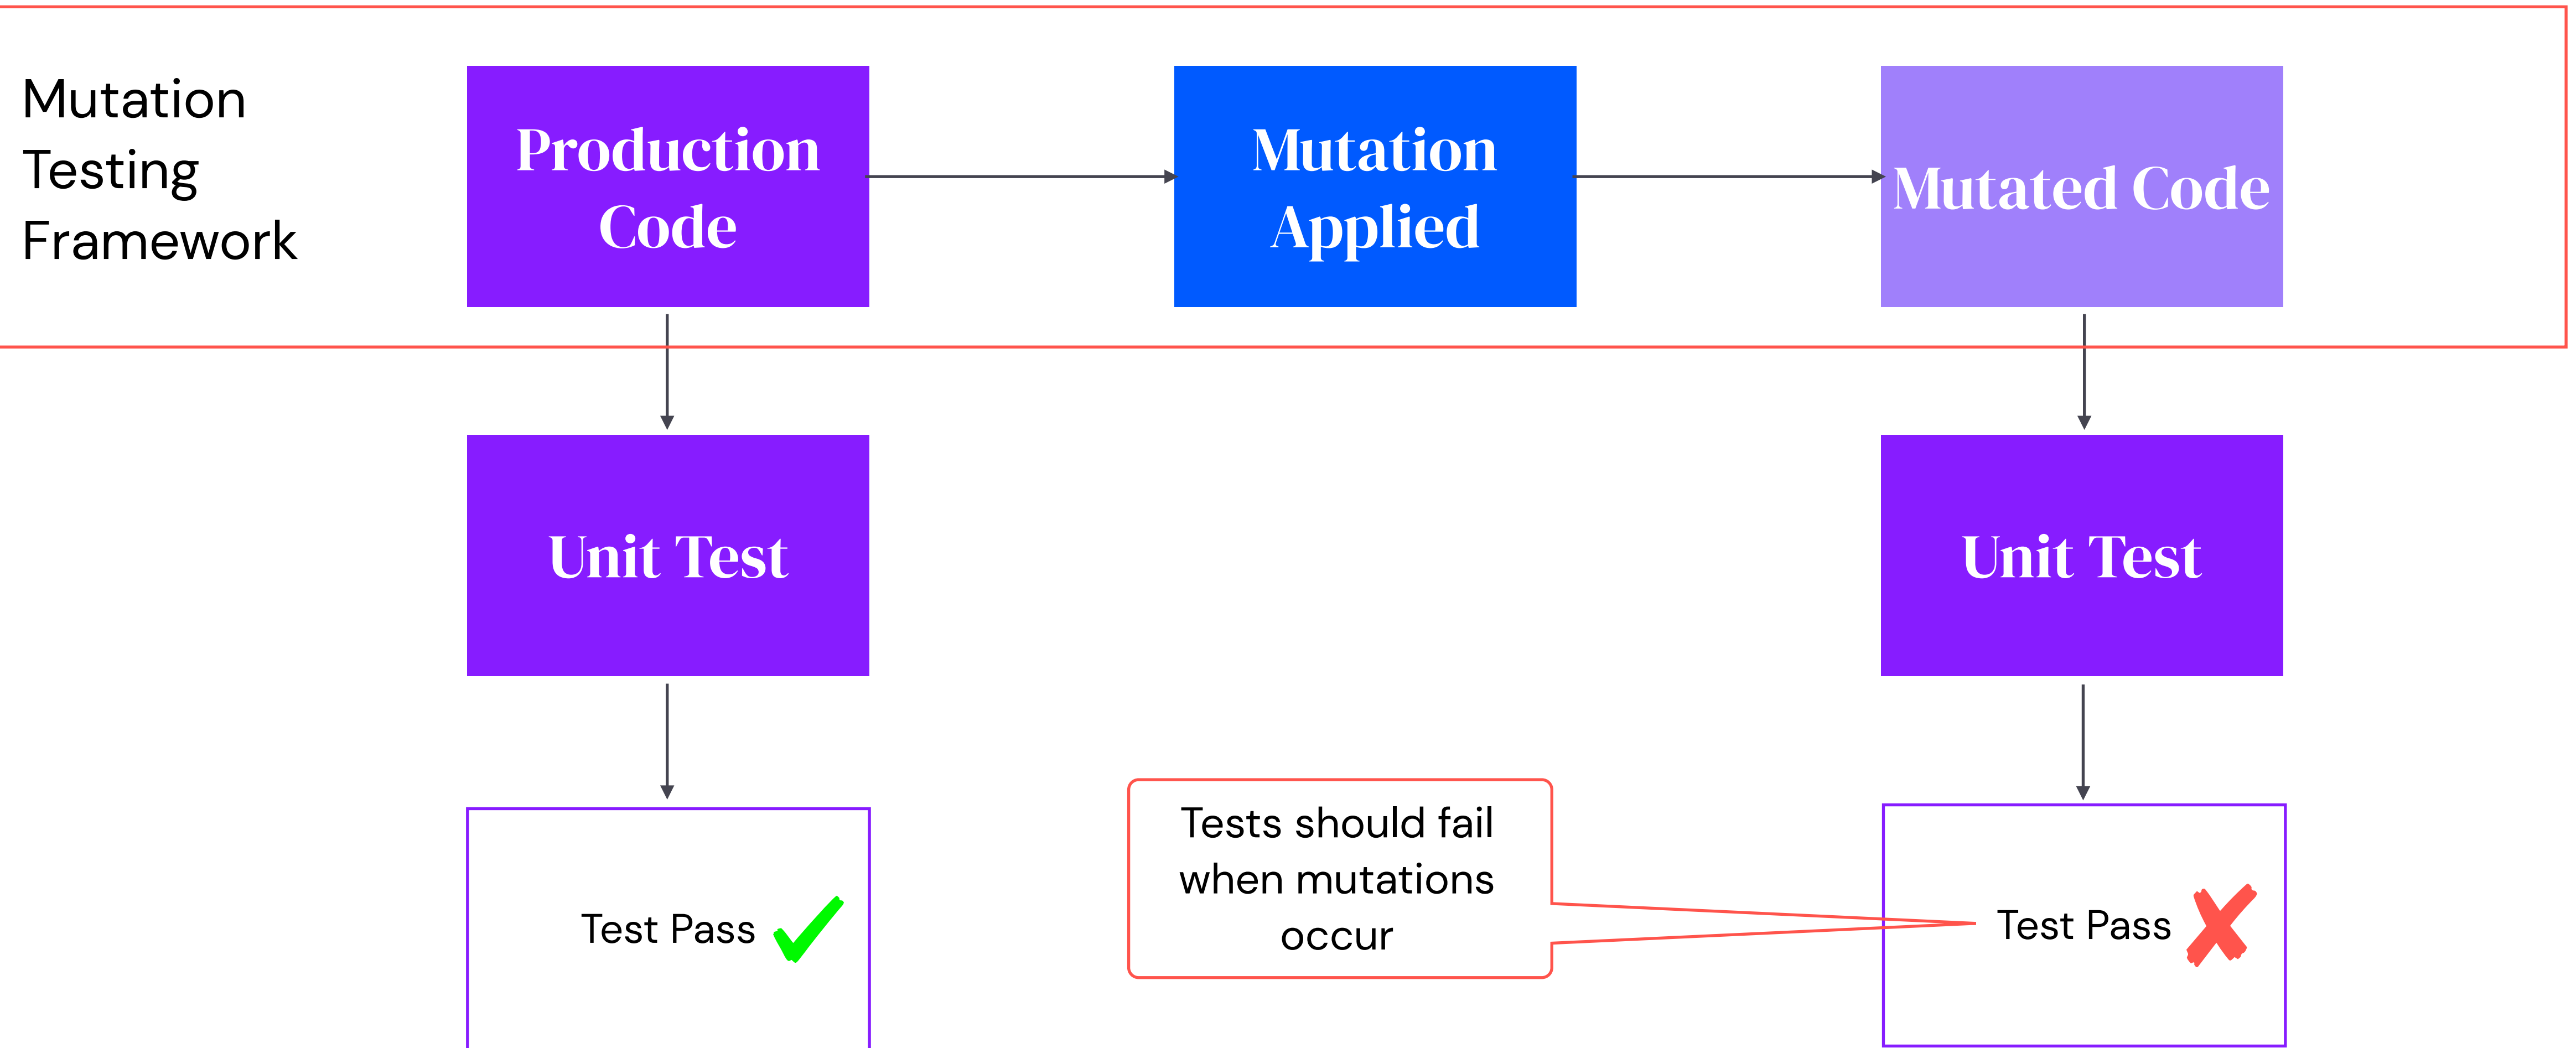 Mutation
Testing
Framework
Production
Code
Mutation
Applied
Mutated Code
Unit Test
Unit Test
Tests should fail
when mutations
occur
Test Pass
Test Pass